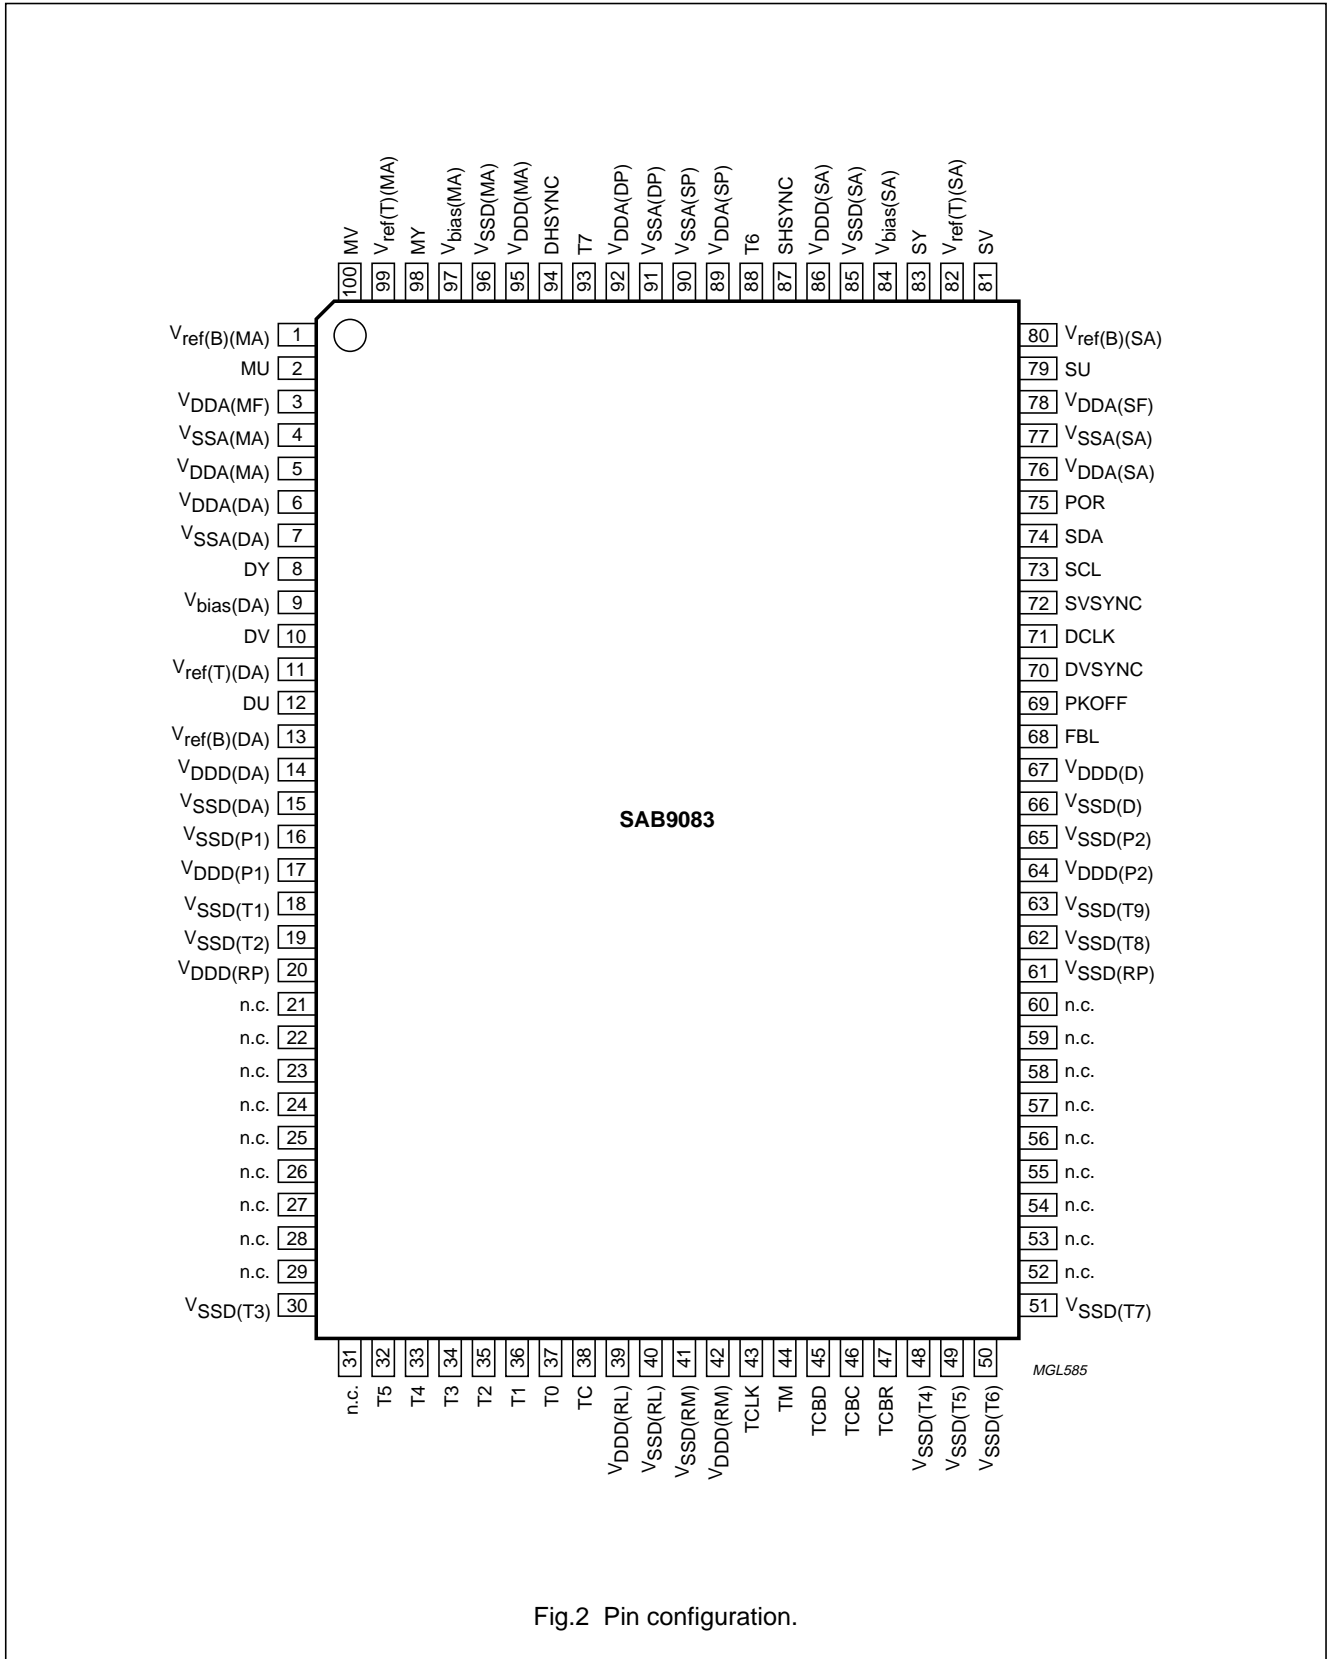 100 MV
99 Vref(T)(MA)
98 MY
97 Vbias(MA)
96 VSSD(MA)
95 VDDD(MA)
94 DHSYNC
93 T7
92 VDDA(DP)
91 VSSA(DP)
90 VSSA(SP)
89 VDDA(SP)
88 T6
87 SHSYNC
86 VDDD(SA)
85 VSSD(SA)
84 Vbias(SA)
83 SY
82 Vref(T)(SA)
81 SV
Vref(B)(MA) 1
MU 2
VDDA(MF) 3
VSSA(MA) 4
VDDA(MA) 5
VDDA(DA) 6
VSSA(DA) 7
DY 8
Vbias(DA) 9
DV 10
Vref(T)(DA) 11
DU 12
Vref(B)(DA) 13
VDDD(DA) 14
VSSD(DA) 15
VSSD(P1) 16
VDDD(P1) 17
VSSD(T1) 18
VSSD(T2) 19
VDDD(RP) 20
n.c. 21
n.c. 22
n.c. 23
n.c. 24
n.c. 25
n.c. 26
n.c. 27
n.c. 28
n.c. 29
VSSD(T3) 30
SAB9083
80 Vref(B)(SA)
79 SU
78 VDDA(SF)
77 VSSA(SA)
76 VDDA(SA)
75 POR
74 SDA
73 SCL
72 SVSYNC
71 DCLK
70 DVSYNC
69 PKOFF
68 FBL
67 VDDD(D)
66 VSSD(D)
65 VSSD(P2)
64 VDDD(P2)
63 VSSD(T9)
62 VSSD(T8)
61 VSSD(RP)
60 n.c.
59 n.c.
58 n.c.
57 n.c.
56 n.c.
55 n.c.
54 n.c.
53 n.c.
52 n.c.
51 VSSD(T7)
n.c. 31
T5 32
T4 33
T3 34
T2 35
T1 36
T0 37
TC 38
VDDD(RL) 39
VSSD(RL) 40
VSSD(RM) 41
VDDD(RM) 42
TCLK 43
TM 44
TCBD 45
TCBC 46
TCBR 47
VSSD(T4) 48
VSSD(T5) 49
VSSD(T6) 50
MGL585
Fig.2 Pin configuration.